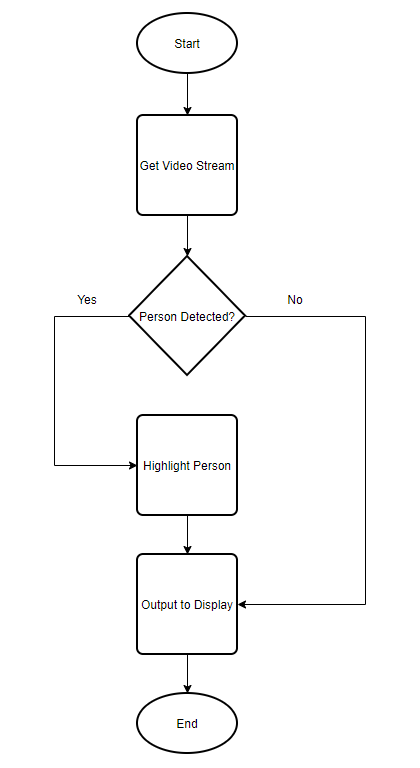 Start
Get Video Stream
Yes
No
Person Detected?
Highlight Person
Output to Display
End